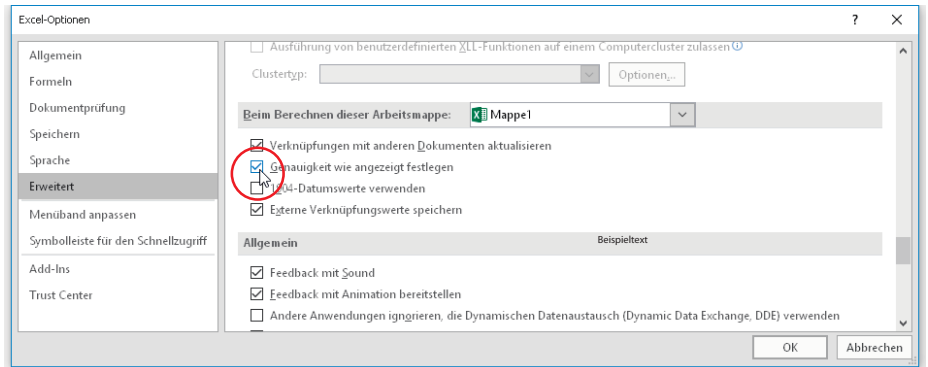 Excel-Optionen
?
Allgemein
Formeln
Dokumentprüfung
Speichern
Sprache
Erweitert
Menüband anpassen
Symbolleiste für den Schnellzugriff
Add-Ins
Trust Center
Ausführung von benutzerdefinierten XLL-Funktionen auf einem Computercluster zulassen
Clustertyp:
Optionen...
Beim Berechnen dieser Arbeitsmappe: Mappe1
Verknüpfungen mit anderen Dokumenten aktualisieren
Genauigkeit wie angezeigt festlegen
1904-Datumswerte verwenden
Externe Verknüpfungswerte speichern
Allgemein Beispieltext
Feedback mit Sound
Feedback mit Animation bereitstellen
Andere Anwendungen ignorieren, die Dynamischen Datenaustausch (Dynamic Data Exchange, DDE) verwenden
OK Abbrechen